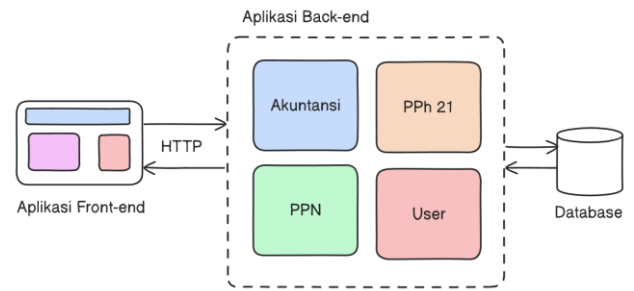 Aplikasi Back-end
Akuntansi
PPh 21
HTTP
PPN
User
Aplikasi Front-end
Database